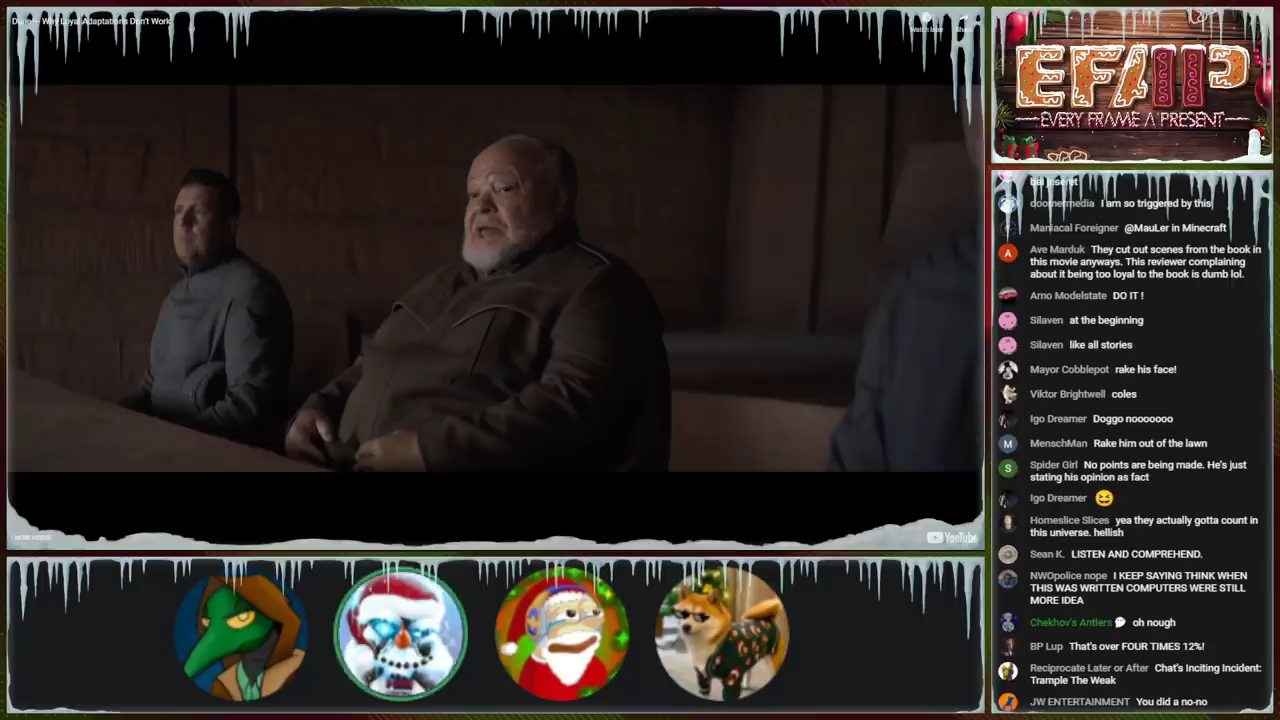 Dune — Why Loyal Adaptations Don't Work
Watch later
Share
EFAP
EVERY FRAME A PRESENT
doomermedia I am so triggered by this
Maniacal Foreigner @MauLer in Minecraft
Ave Marduk They cut out scenes from the book in
this movie anyways. This reviewer complaining
about it being too loyal to the book is dumb lol.
Arno Modelstate DO IT !
Silaven at the beginning
Silaven like all stories
Mayor Cobblepot rake his face!
Viktor Brightwell coles
Igo Dreamer Doggo nooooooo
MenschMan Rake him out of the lawn
Spider Girl No points are being made. He's just
stating his opinion as fact
Igo Dreamer
Homeslice Slices yea they actually gotta count in
this universe. hellish
Sean K. LISTEN AND COMPREHEND.
NWOpolice nope I KEEP SAYING THINK WHEN
THIS WAS WRITTEN COMPUTERS WERE STILL
MORE IDEA
Chekhov's Antlers oh nough
BP Lup That's over FOUR TIMES 12%!
Reciprocate Later or After Chat's Inciting Incident:
Trample The Weak
JW ENTERTAINMENT You did a no-no
MORE VIDEOS
YouTube
A
M
S